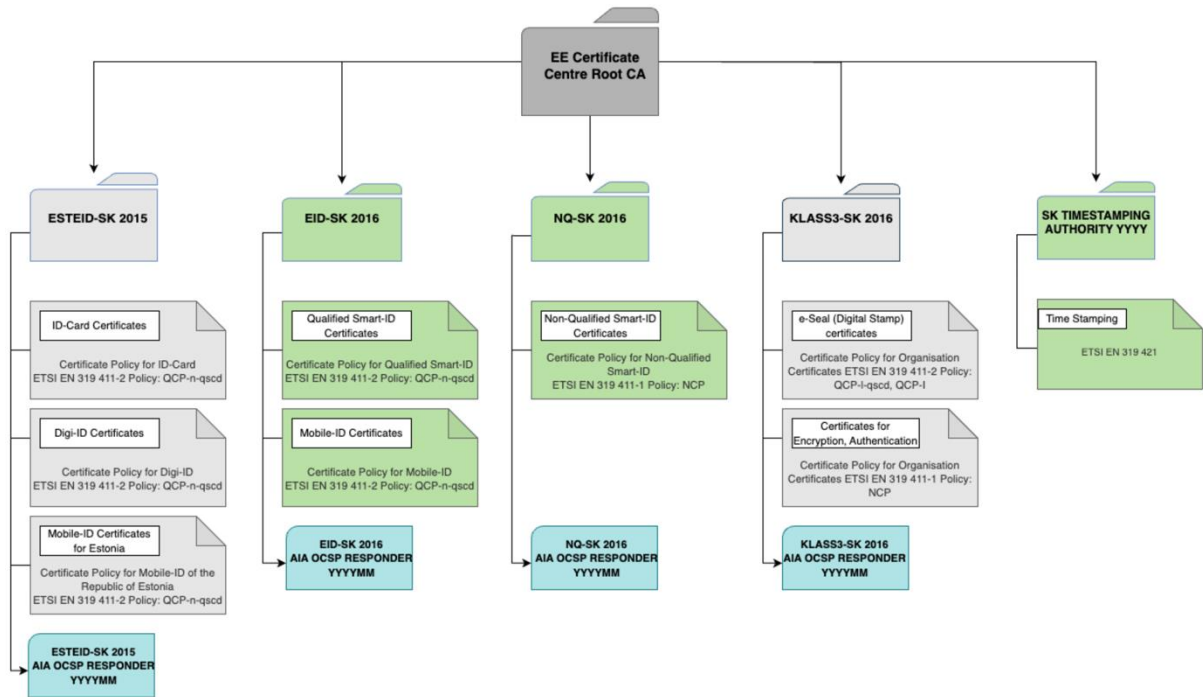 EE Certificate
Centre Root CA
ESTEID-SK 2015
EID-SK 2016
NQ-SK 2016
KLASS3-SK 2016
SK TIMESTAMPING
AUTHORITY YYYY
ID-Card Certificates
Certificate Policy for ID-Card
ETSI EN 319 411-2 Policy: QCP-n-qscd
Qualified Smart-ID
Certificates
Certificate Policy for Qualified Smart-ID
ETSI EN 319 411-2 Policy: QCP-n-qscd
Non-Qualified Smart-ID
Certificates
Certificate Policy for Non-Qualified
Smart-ID
ETSI EN 319 411-1 Policy: NCP
e-Seal (Digital Stamp)
certificates
Certificate Policy for Organisation
Certificates ETSI EN 319 411-2 Policy:
QCP-l-qscd, QCP-l
Time Stamping
ETSI EN 319 421
Digi-ID Certificates
Certificate Policy for Digi-ID
ETSI EN 319 411-2 Policy: QCP-n-qscd
Mobile-ID Certificates
Certificate Policy for Mobile-ID
ETSI EN 319 411-2 Policy: QCP-n-qscd
Certificates for
Encryption, Authentication
Certificate Policy for Organisation
Certificates ETSI EN 319 411-1 Policy:
NCP
Mobile-ID Certificates
for Estonia
Certificate Policy for Mobile-ID of the
Republic of Estonia
ETSI EN 319 411-2 Policy: QCP-n-qscd
EID-SK 2016
AIA OCSP RESPONDER
YYYYMM
NQ-SK 2016
AIA OCSP RESPONDER
YYYYMM
KLASS3-SK 2016
AIA OCSP RESPONDER
YYYYMM
ESTEID-SK 2015
AIA OCSP RESPONDER
YYYYMM